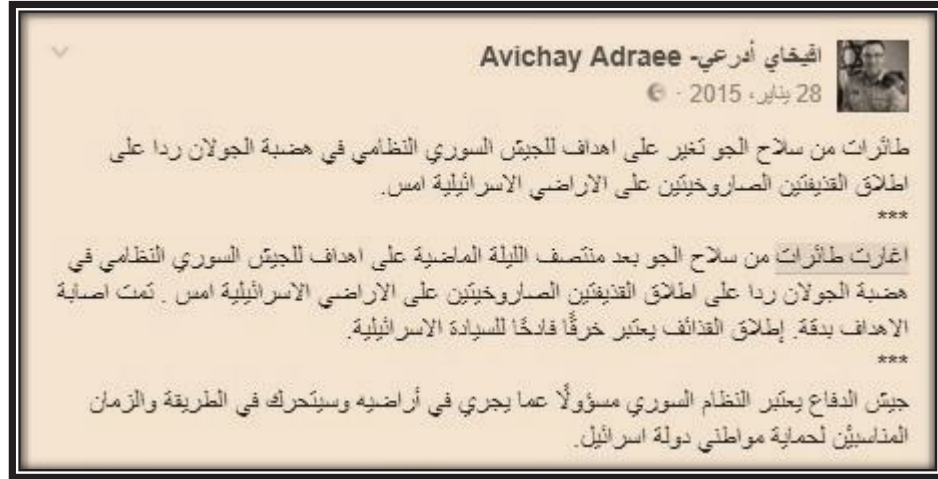 افيخاي أدرعي- Avichay Adraee
28 يناير، 2015 ·
طائرات من سلاح الجو تغير على اهداف للجيش السوري النظامي في هضبة الجولان ردا على
اطلاق القذيفتين الصاروخيتين على الاراضي الاسرائيلية امس.
***
اغارت طائرات من سلاح الجو بعد منتصف الليلة الماضية على اهداف للجيش السوري النظامي في
هضبة الجولان ردا على اطلاق القذيفتين الصاروخيتين على الاراضي الاسرائيلية امس . تمت اصابة
الاهداف بدقة. إطلاق القذائف يعتبر خرقًا فادحًا للسيادة الاسرائيلية.
***
جيش الدفاع يعتبر النظام السوري مسؤولًا عما يجري في أراضيه وسيتحرك في الطريقة والزمان
المناسبيْن لحماية مواطني دولة اسرائيل.